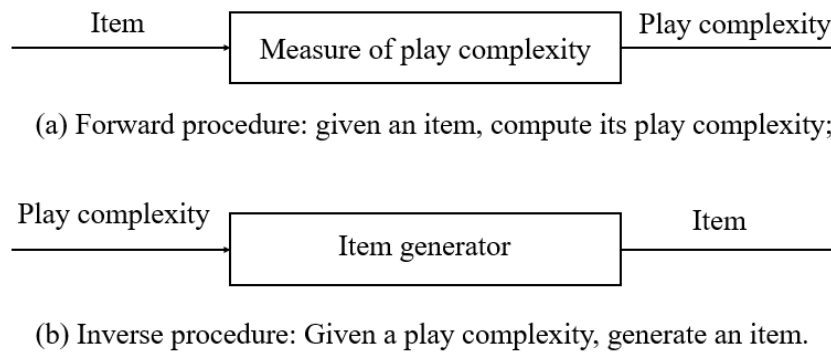 Item
Play complexity
Measure of play complexity
(a) Forward procedure: given an item, compute its play complexity;
Play complexity
Item
Item generator
(b) Inverse procedure: Given a play complexity, generate an item.